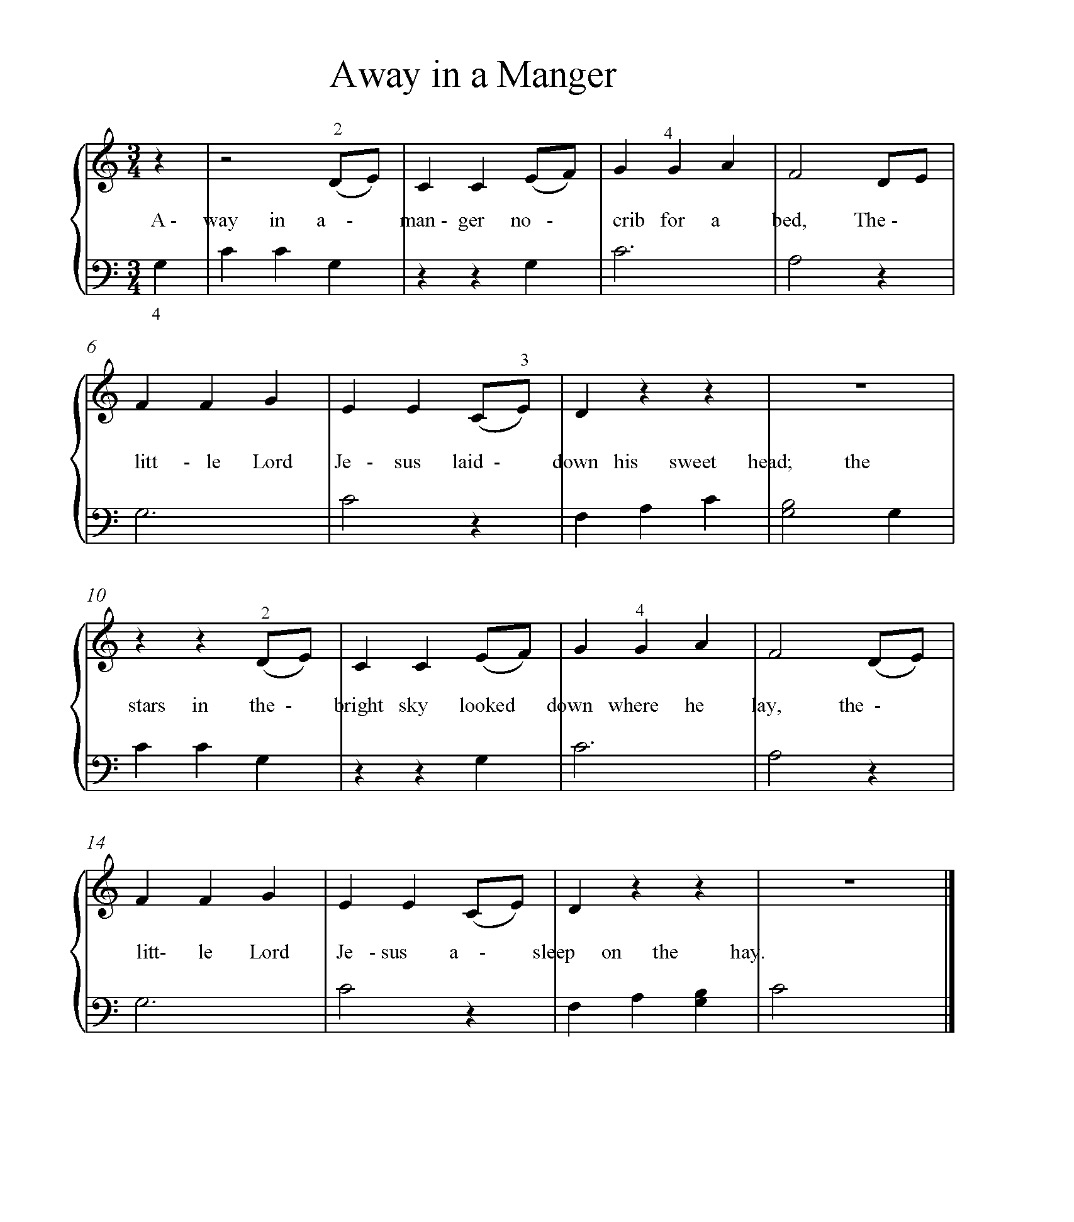 Away in a Manger
2 4
3 4
A - way in a - man - ger no - crib for a bed, The -
3 4
4
6
3
litt - le Lord Je - sus laid - down his sweet head; the
10
2 4
stars in the - bright sky looked down where he lay, the -
14
litt- le Lord Je - sus a - sleep on the hay.